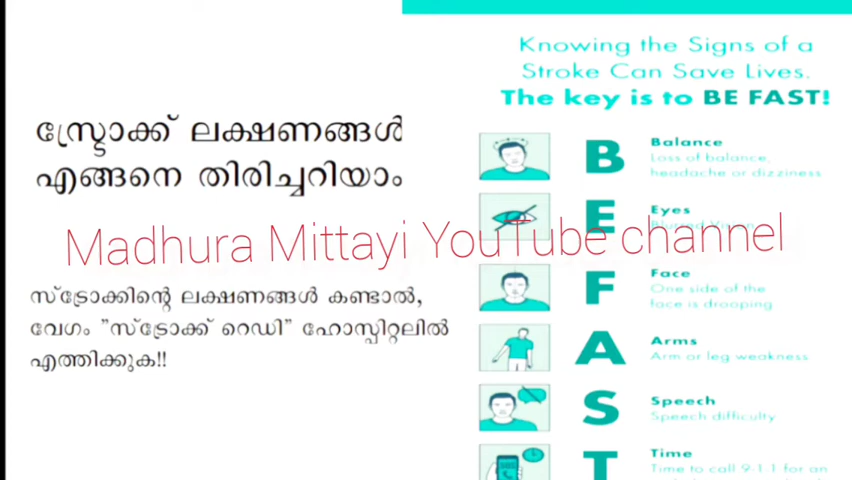 സ്ട്രോക്ക് ലക്ഷണങ്ങൾ
എങ്ങനെ തിരിച്ചറിയാം
സ്ട്രോക്കിന്റെ ലക്ഷണങ്ങൾ കണ്ടാൽ,
വേഗം "സ്ട്രോക്ക് റെഡി" ഹോസ്പിറ്റലിൽ
എത്തിക്കുക!!
Madhura Mittayi YouTube channel
Knowing the Signs of a
Stroke Can Save Lives.
The key is to BE FAST!
B
Balance
Loss of balance,
headache or dizziness
E
Eyes
F
Face
One side of the
face is drooping
A
Arms
Arm or leg weakness
S
Speech
Speech difficulty
T
Time
Time to call 9-1-1 for an